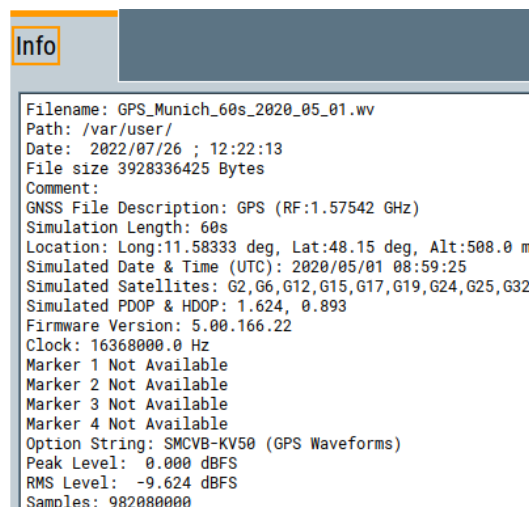 Info
Filename: GPS_Munich_60s_2020_05_01.wv
Path: /var/user/
Date:  2022/07/26 ; 12:22:13
File size 3928336425 Bytes
Comment:
GNSS File Description: GPS (RF:1.57542 GHz)
Simulation Length: 60s
Location: Long:11.58333 deg, Lat:48.15 deg, Alt:508.0 m
Simulated Date & Time (UTC): 2020/05/01 08:59:25
Simulated Satellites: G2,G6,G12,G15,G17,G19,G24,G25,G32
Simulated PDOP & HDOP: 1.624, 0.893
Firmware Version: 5.00.166.22
Clock: 16368000.0 Hz
Marker 1 Not Available
Marker 2 Not Available
Marker 3 Not Available
Marker 4 Not Available
Option String: SMCVB-KV50 (GPS Waveforms)
Peak Level:  0.000 dBFS
RMS Level:  -9.624 dBFS
Samples: 982080000